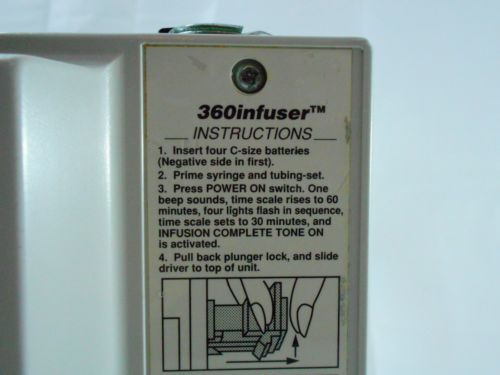 360infuser™
INSTRUCTIONS
1. Insert four C-size batteries
(Negative side in first).
2. Prime syringe and tubing-set.
3. Press POWER ON switch. One
beep sounds, time scale rises to 60
minutes, four lights flash in sequence,
time scale sets to 30 minutes, and
INFUSION COMPLETE TONE ON
is activated.
4. Pull back plunger lock, and slide
driver to top of unit.